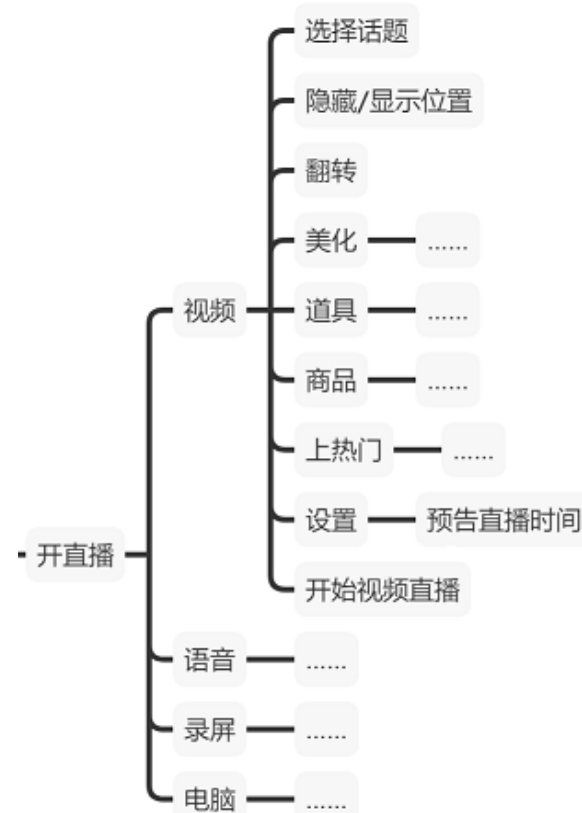 选择话题
隐藏/显示位置
翻转
美化
……
视频
道具
……
商品
……
上热门
……
设置
预告直播时间
开直播
开始视频直播
语音
……
录屏
……
电脑
……